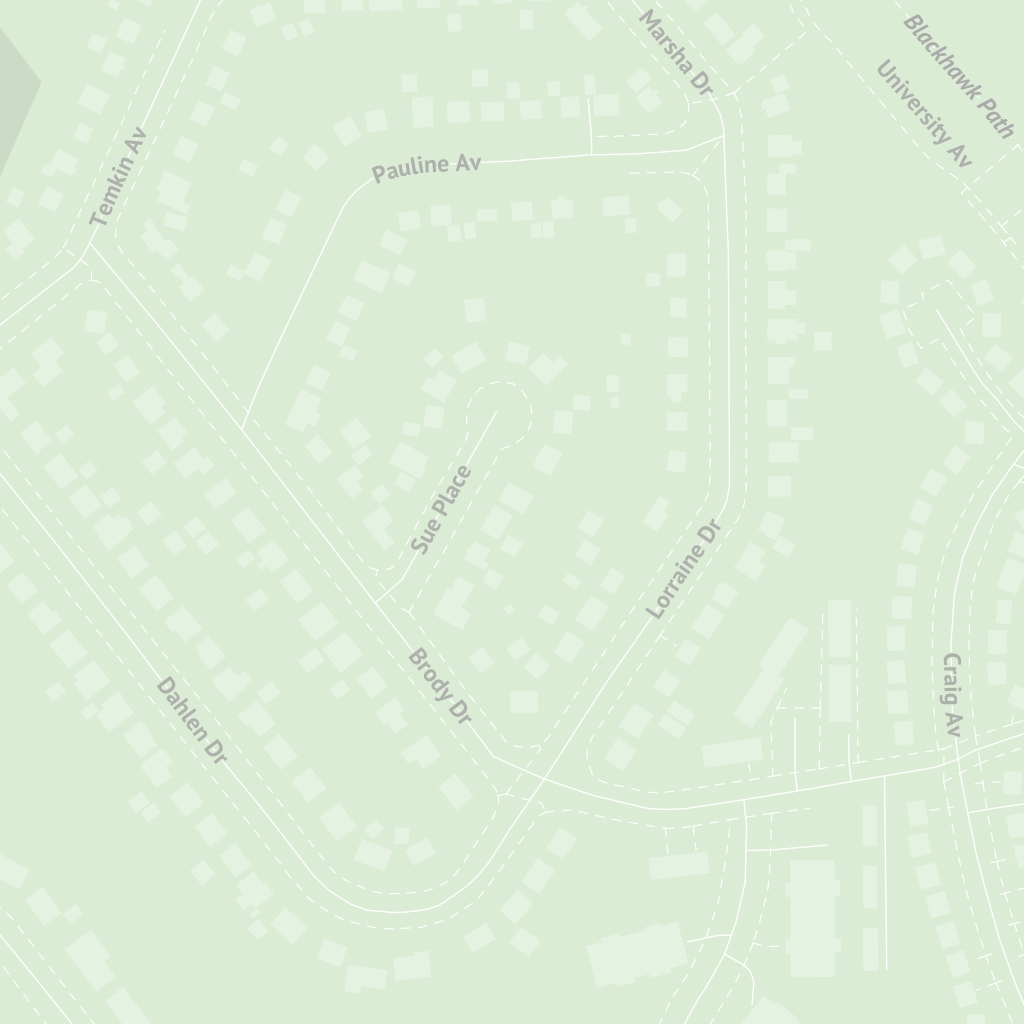 Marsha Dr
Blackhawk Path
University Av
Temkin Av
Pauline Av
Sue Place
Lorraine Dr
Brody Dr
Craig Av
Dahlen Dr